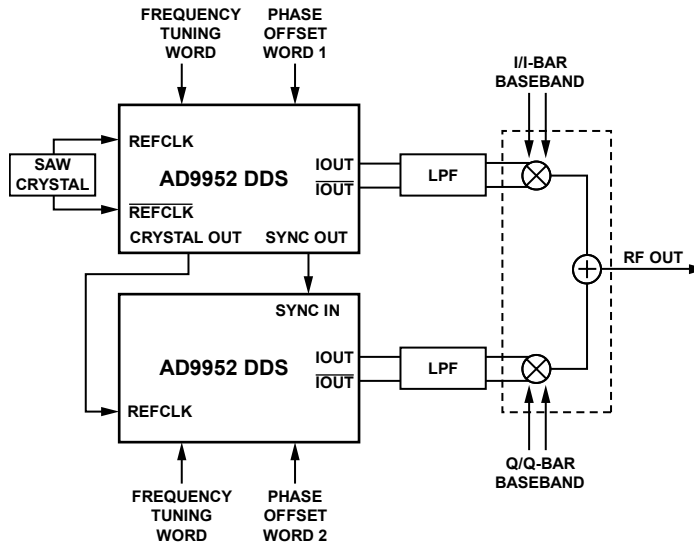 FREQUENCY
TUNING
WORD
PHASE
OFFSET
WORD 1
I/I-BAR
BASEBAND
REFCLK
SAW
CRYSTAL
AD9952 DDS
IOUT
IOUT
LPF
REFCLK
CRYSTAL OUT
SYNC OUT
RF OUT
SYNC IN
AD9952 DDS
IOUT
IOUT
LPF
REFCLK
Q/Q-BAR
BASEBAND
FREQUENCY
TUNING
WORD
PHASE
OFFSET
WORD 2